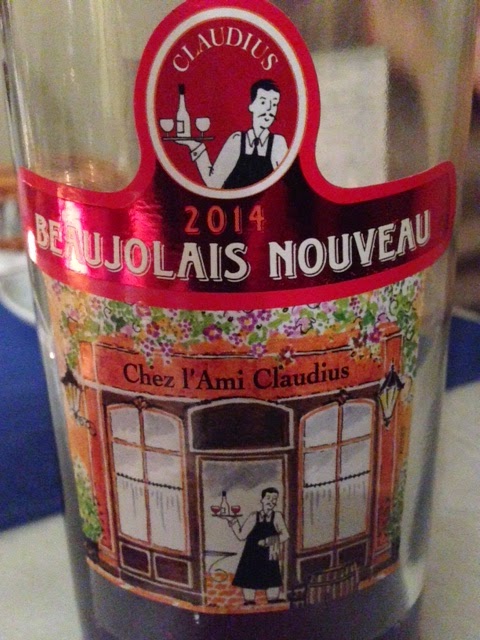 CLAUDIUS
2014
BEAUJOLAIS NOUVEAU
Chez l'Ami Claudius